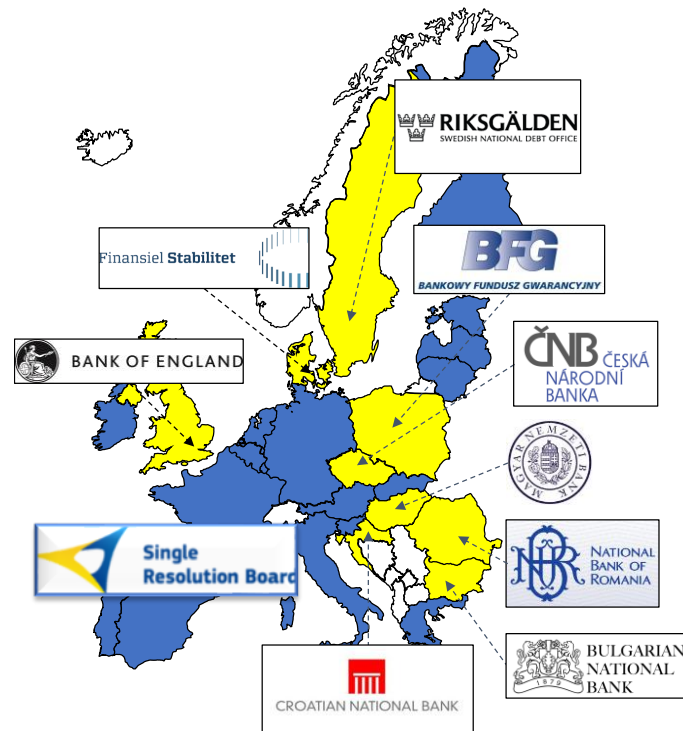 RIKSGÄLDEN
SWEDISH NATIONAL DEBT OFFICE
Finansiel Stabilitet
BFG
BANKOWY FUNDUSZ GWARANCYJNY
BANK OF ENGLAND
ČNB ČESKÁ
NÁRODNÍ
BANKA
MAGYAR NEMZETI BANK
Single
Resolution Board
NATIONAL
BANK OF
ROMANIA
BNR
BULGARIAN
NATIONAL
BANK
1879
CROATIAN NATIONAL BANK